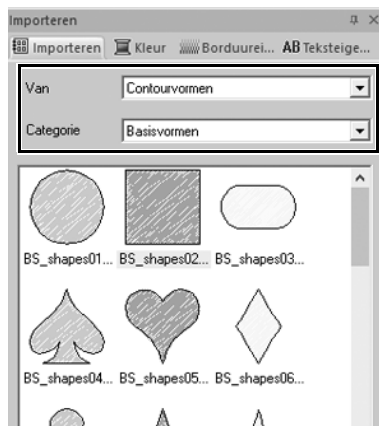 Importeren
Importeren Kleur Borduurei... AB Teksteige...
Van Contourvormen
Categorie Basisvormen
BS_shapes01... BS_shapes02... BS_shapes03...
BS_shapes04... BS_shapes05... BS_shapes06...